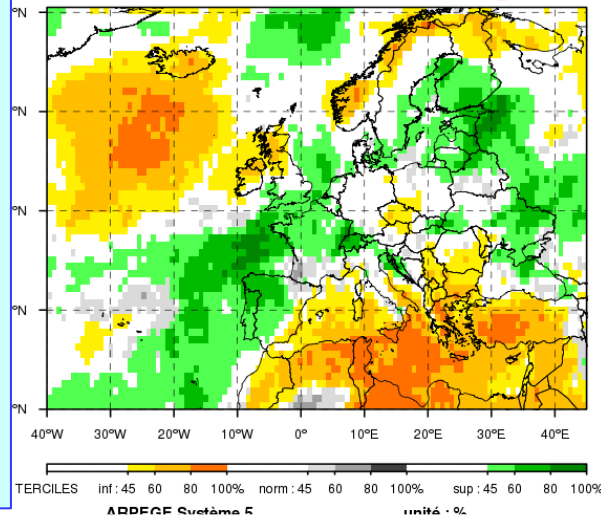 °N
°N
°N
°N
°N
40°W 30°W 20°W 10°W 0°E 10°E 20°E 30°E 40°E
TERCILES inf : 45 60 80 100% norm : 45 60 80 100% sup : 45 60 80 100%
ARPEGE Système 5 unité : %